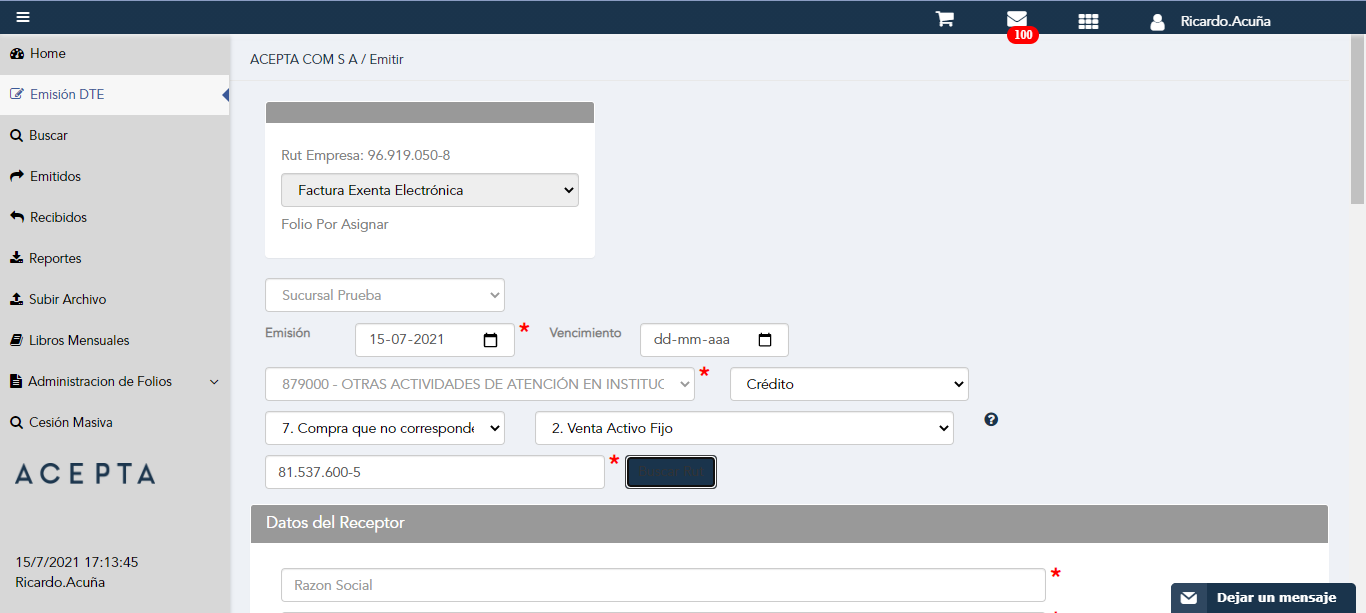 100
Ricardo.Acuña
Home
Emisión DTE
Buscar
Emitidos
Recibidos
Reportes
Subir Archivo
Libros Mensuales
Administracion de Folios
Cesión Masiva
ACEPTA
15/7/2021 17:13:45
Ricardo.Acuña
ACEPTA COM S A / Emitir
Rut Empresa: 96.919.050-8
Factura Exenta Electrónica
Folio Por Asignar
Sucursal Prueba
Emisión 15-07-2021 * Vencimiento dd-mm-aaa
879000 - OTRAS ACTIVIDADES DE ATENCIÓN EN INSTITUC * Crédito
7. Compra que no corresponde 2. Venta Activo Fijo ?
81.537.600-5 *
Datos del Receptor
Razon Social *
Dejar un mensaje